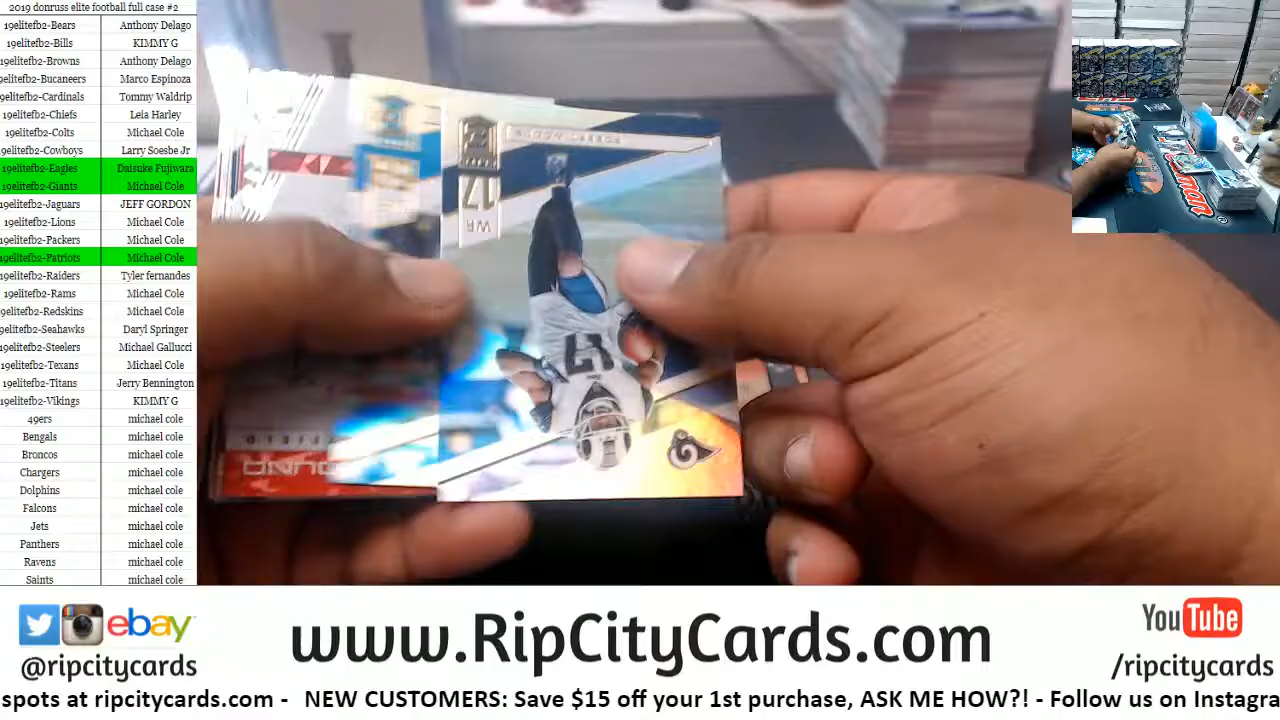 2019 donruss elite football full case #2
19elitefb2-Bears Anthony Delago
19elitefb2-Bills KIMMY G
19elitefb2-Browns Anthony Delago
19elitefb2-Bucaneers Marco Espinoza
19elitefb2-Cardinals Tommy Waldrip
19elitefb2-Chiefs Leia Harley
19elitefb2-Colts Michael Cole
19elitefb2-Cowboys Larry Soesbe Jr
19elitefb2-Eagles Daisuke Fujiwara
19elitefb2-Giants Michael Cole
19elitefb2-Jaguars JEFF GORDON
19elitefb2-Lions Michael Cole
19elitefb2-Packers Michael Cole
19elitefb2-Patriots Michael Cole
19elitefb2-Raiders Tyler fernandes
19elitefb2-Rams Michael Cole
19elitefb2-Redskins Michael Cole
19elitefb2-Seahawks Daryl Springer
19elitefb2-Steelers Michael Gallucci
19elitefb2-Texans Michael Cole
19elitefb2-Titans Jerry Bennington
19elitefb2-Vikings KIMMY G
49ers michael cole
Bengals michael cole
Broncos michael cole
Chargers michael cole
Dolphins michael cole
Falcons michael cole
Jets michael cole
Panthers michael cole
Ravens michael cole
Saints michael cole
17
WR
17
FIELD
ebay
@ripcitycards
www.RipCityCards.com
YouTube
/ripcitycards
spots at ripcitycards.com - NEW CUSTOMERS: Save $15 off your 1st purchase, ASK ME HOW?! - Follow us on Instagra